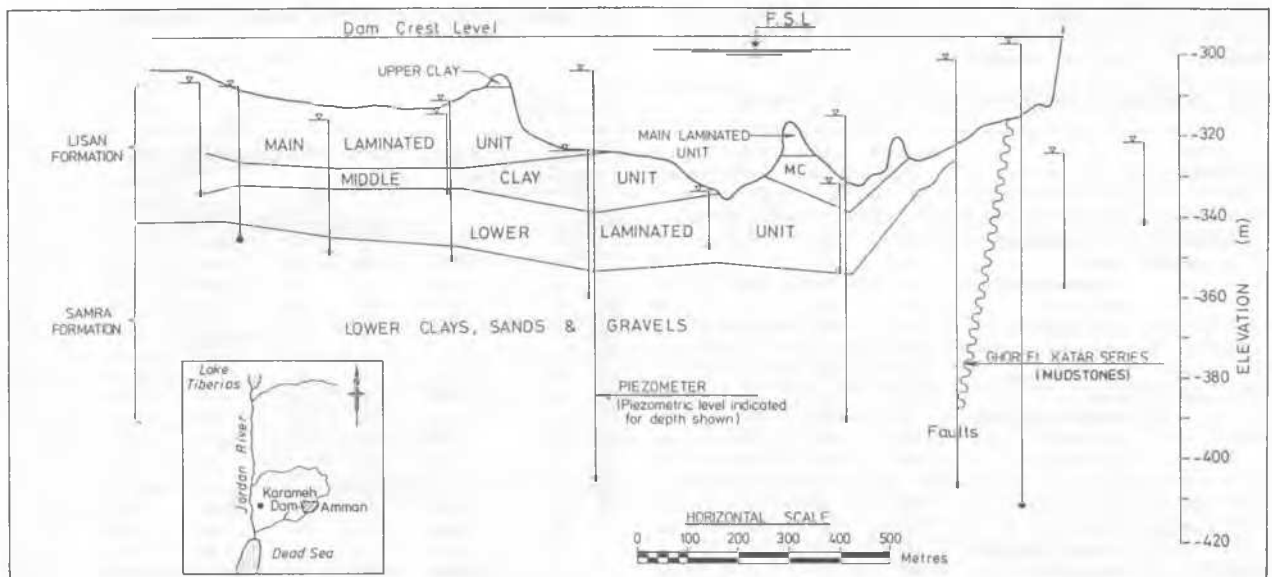 F.S.L
Dam Crest Level
UPPER CLAY
LISAN
FORMATION
MAIN LAMINATED UNIT
MAIN LAMINATED
UNIT
MC
MIDDLE CLAY UNIT
LOWER LAMINATED UNIT
SAMRA
FORMATION
LOWER CLAYS, SANDS & GRAVELS
PIEZOMETER
(Piezometric level indicated
for depth shown)
GHOR EL KATAR SERIES
(MUDSTONES)
Faults
-300
-320
-340
-360
-380
-400
-420
ELEVATION (m)
Lake
Tiberias
Jordan River
Karameh
Dam
Amman
Dead Sea
HORIZONTAL SCALE
0 100 200 300 400 500
Metres